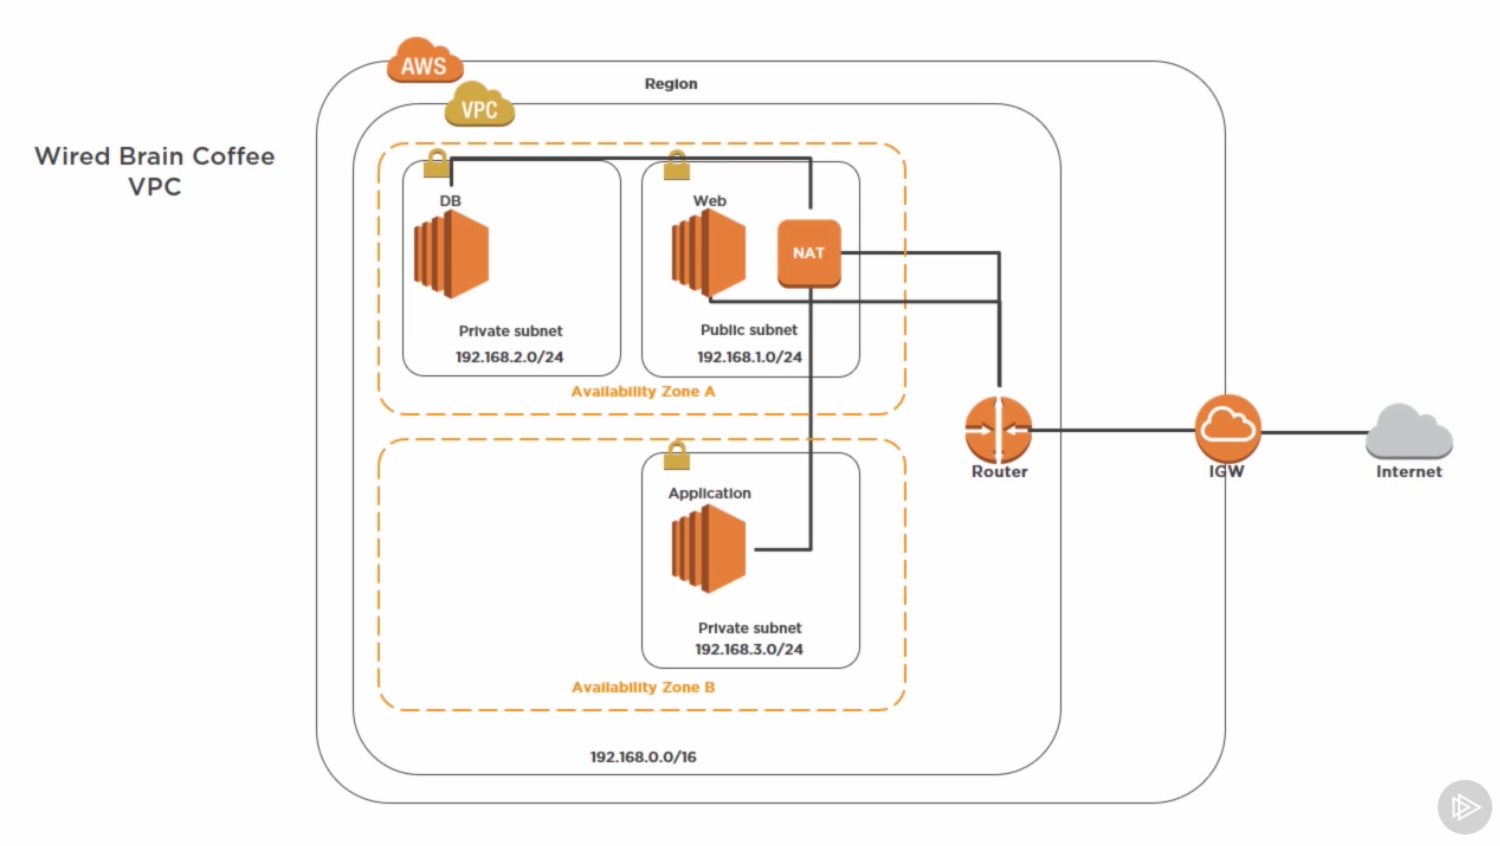 Wired Brain Coffee
VPC
AWS
Region
VPC
DB
Web
NAT
Private subnet
192.168.2.0/24
Public subnet
192.168.1.0/24
Availability Zone A
Application
Private subnet
192.168.3.0/24
Availability Zone B
192.168.0.0/16
Router
IGW
Internet